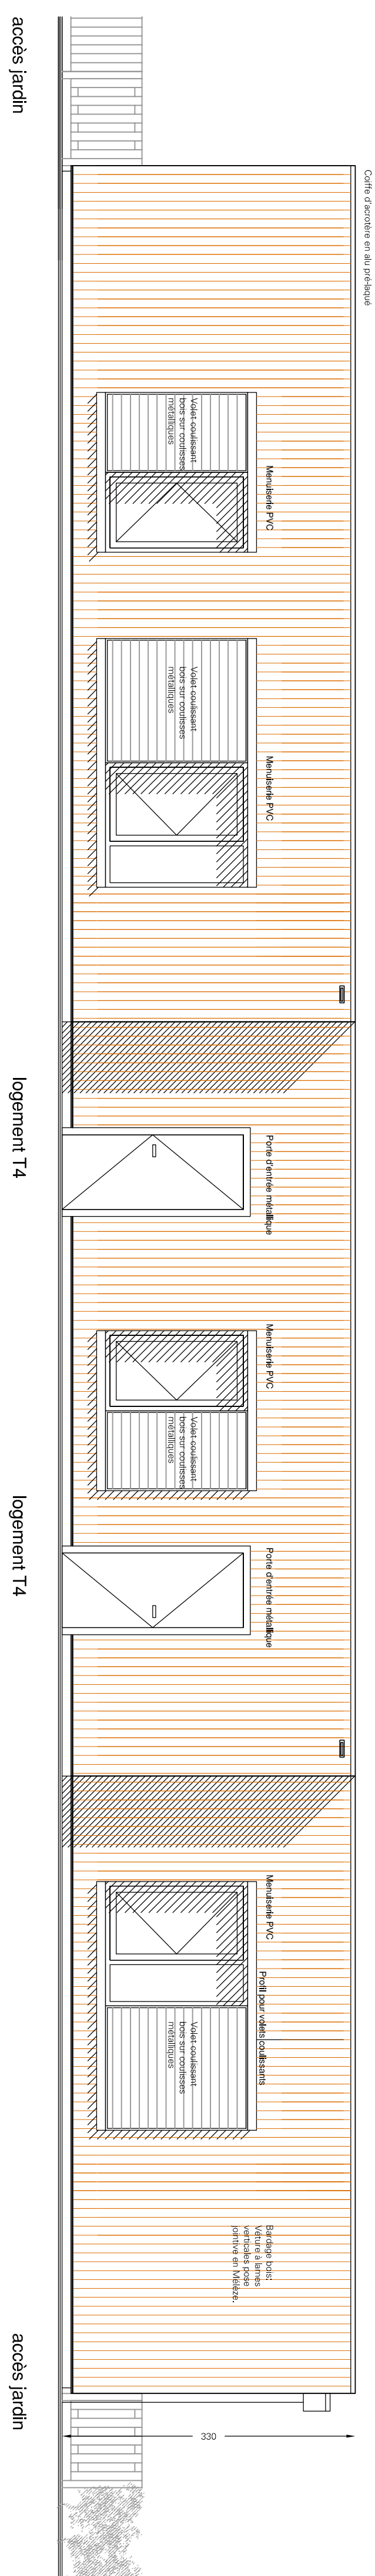 Coiffe d'acrotère en alu pré-laqué
Menuiserie PVC
Menuiserie PVC
Porte d'entrée métallique
Menuiserie PVC
Porte d'entrée métallique
Menuiserie PVC
Profil pour volets coulissants
Volet coulissant
bois sur coulisses
métalliques
Volet coulissant
bois sur coulisses
métalliques
Volet coulissant
bois sur coulisses
métalliques
Volet coulissant
bois sur coulisses
métalliques
Bardage bois:
Vêture à lames
verticales pose
jointive en Mélèze.
330
accès jardin
logement T4
logement T4
accès jardin